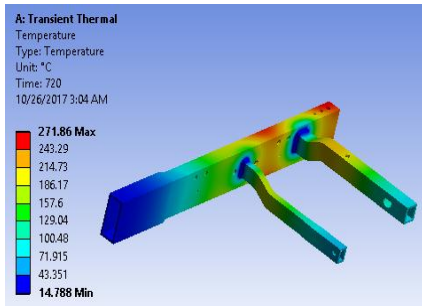 A: Transient Thermal
Temperature
Type: Temperature
Unit: °C
Time: 720
10/26/2017 3:04 AM
271.86 Max
243.29
214.73
186.17
157.6
129.04
100.48
71.915
43.351
14.788 Min